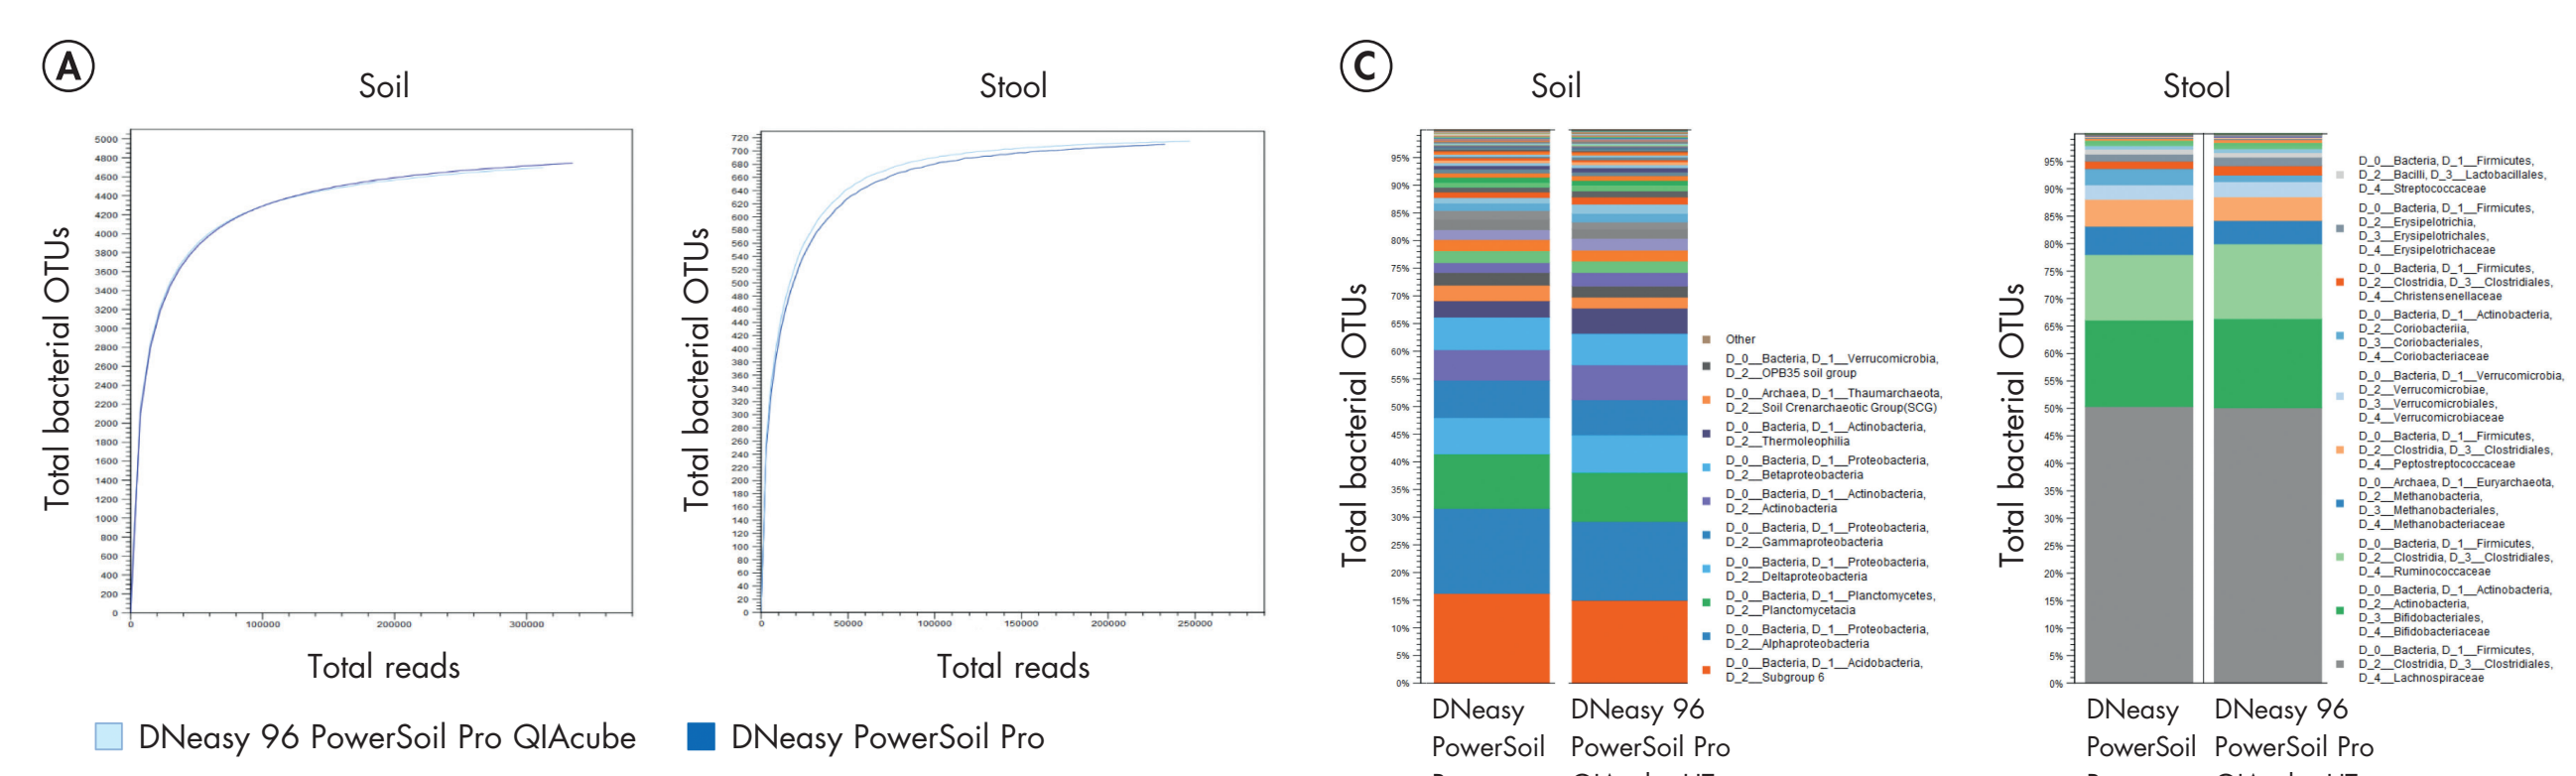 A
Soil
Total bacterial OTUs
5000
4800
4600
4400
4200
4000
3800
3600
3400
3200
3000
2800
2600
2400
2200
2000
1800
1600
1400
1200
1000
800
600
400
200
0
0 100000 200000 300000
Total reads
Stool
Total bacterial OTUs
720
700
680
660
640
620
600
580
560
540
520
500
480
460
440
420
400
380
360
340
320
300
280
260
240
220
200
180
160
140
120
100
80
60
40
20
0
0 50000 100000 150000 200000 250000
Total reads
DNeasy 96 PowerSoil Pro QIAcube
DNeasy PowerSoil Pro
C
Soil
Total bacterial OTUs
95%
90%
85%
80%
75%
70%
65%
60%
55%
50%
45%
40%
35%
30%
25%
20%
15%
10%
5%
0%
DNeasy
PowerSoil
DNeasy 96
PowerSoil Pro
Other
D_0__Bacteria, D_1__Verrucomicrobia,
D_2__OPB35 soil group
D_0__Archaea, D_1__Thaumarchaeota,
D_2__Soil Crenarchaeotic Group(SCG)
D_0__Bacteria, D_1__Actinobacteria,
D_2__Thermoleophilia
D_0__Bacteria, D_1__Proteobacteria,
D_2__Betaproteobacteria
D_0__Bacteria, D_1__Actinobacteria,
D_2__Actinobacteria
D_0__Bacteria, D_1__Proteobacteria,
D_2__Gammaproteobacteria
D_0__Bacteria, D_1__Proteobacteria,
D_2__Deltaproteobacteria
D_0__Bacteria, D_1__Planctomycetes,
D_2__Planctomycetacia
D_0__Bacteria, D_1__Proteobacteria,
D_2__Alphaproteobacteria
D_0__Bacteria, D_1__Acidobacteria,
D_2__Subgroup 6
Stool
Total bacterial OTUs
95%
90%
85%
80%
75%
70%
65%
60%
55%
50%
45%
40%
35%
30%
25%
20%
15%
10%
5%
0%
DNeasy
PowerSoil
DNeasy 96
PowerSoil Pro
D_0__Bacteria, D_1__Firmicutes,
D_2__Bacilli, D_3__Lactobacillales,
D_4__Streptococcaceae
D_0__Bacteria, D_1__Firmicutes,
D_2__Erysipelotrichia,
D_3__Erysipelotrichales,
D_4__Erysipelotrichaceae
D_0__Bacteria, D_1__Firmicutes,
D_2__Clostridia, D_3__Clostridiales,
D_4__Christensenellaceae
D_0__Bacteria, D_1__Actinobacteria,
D_2__Coriobacteriia,
D_3__Coriobacteriales,
D_4__Coriobacteriaceae
D_0__Bacteria, D_1__Verrucomicrobia,
D_2__Verrucomicrobiae,
D_3__Verrucomicrobiales,
D_4__Verrucomicrobiaceae
D_0__Bacteria, D_1__Firmicutes,
D_2__Clostridia, D_3__Clostridiales,
D_4__Peptostreptococcaceae
D_0__Archaea, D_1__Euryarchaeota,
D_2__Methanobacteria,
D_3__Methanobacteriales,
D_4__Methanobacteriaceae
D_0__Bacteria, D_1__Firmicutes,
D_2__Clostridia, D_3__Clostridiales,
D_4__Ruminococcaceae
D_0__Bacteria, D_1__Actinobacteria,
D_2__Actinobacteria,
D_3__Bifidobacteriales,
D_4__Bifidobacteriaceae
D_0__Bacteria, D_1__Firmicutes,
D_2__Clostridia, D_3__Clostridiales,
D_4__Lachnospiraceae